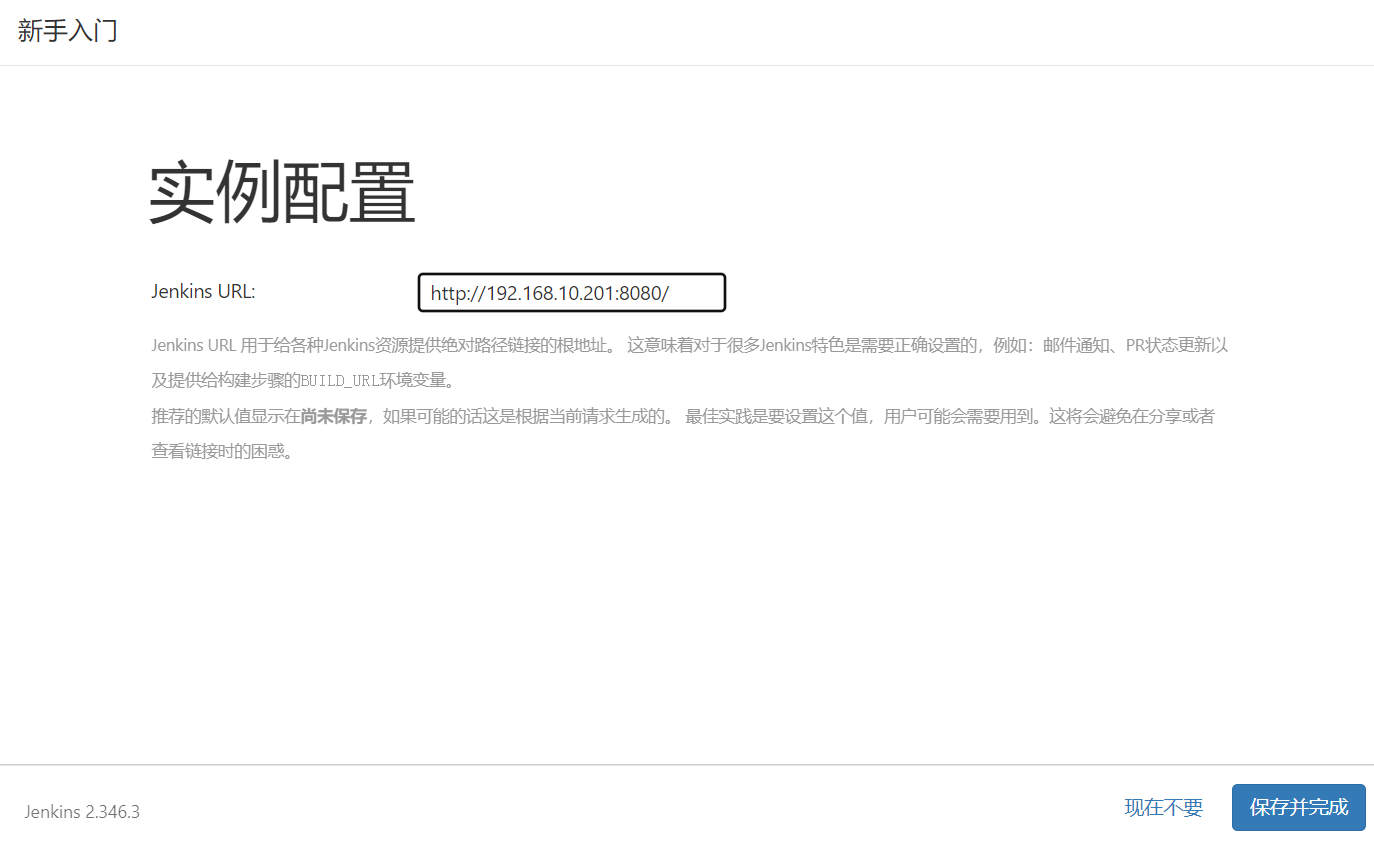 新手入门
实例配置
Jenkins URL:
http://192.168.10.201:8080/
Jenkins URL 用于给各种Jenkins资源提供绝对路径链接的根地址。 这意味着对于很多Jenkins特色是需要正确设置的，例如：邮件通知、PR状态更新以
及提供给构建步骤的BUILD_URL环境变量。
推荐的默认值显示在尚未保存，如果可能的话这是根据当前请求生成的。 最佳实践是要设置这个值，用户可能会需要用到。这将会避免在分享或者
查看链接时的困惑。
Jenkins 2.346.3
现在不要
保存并完成